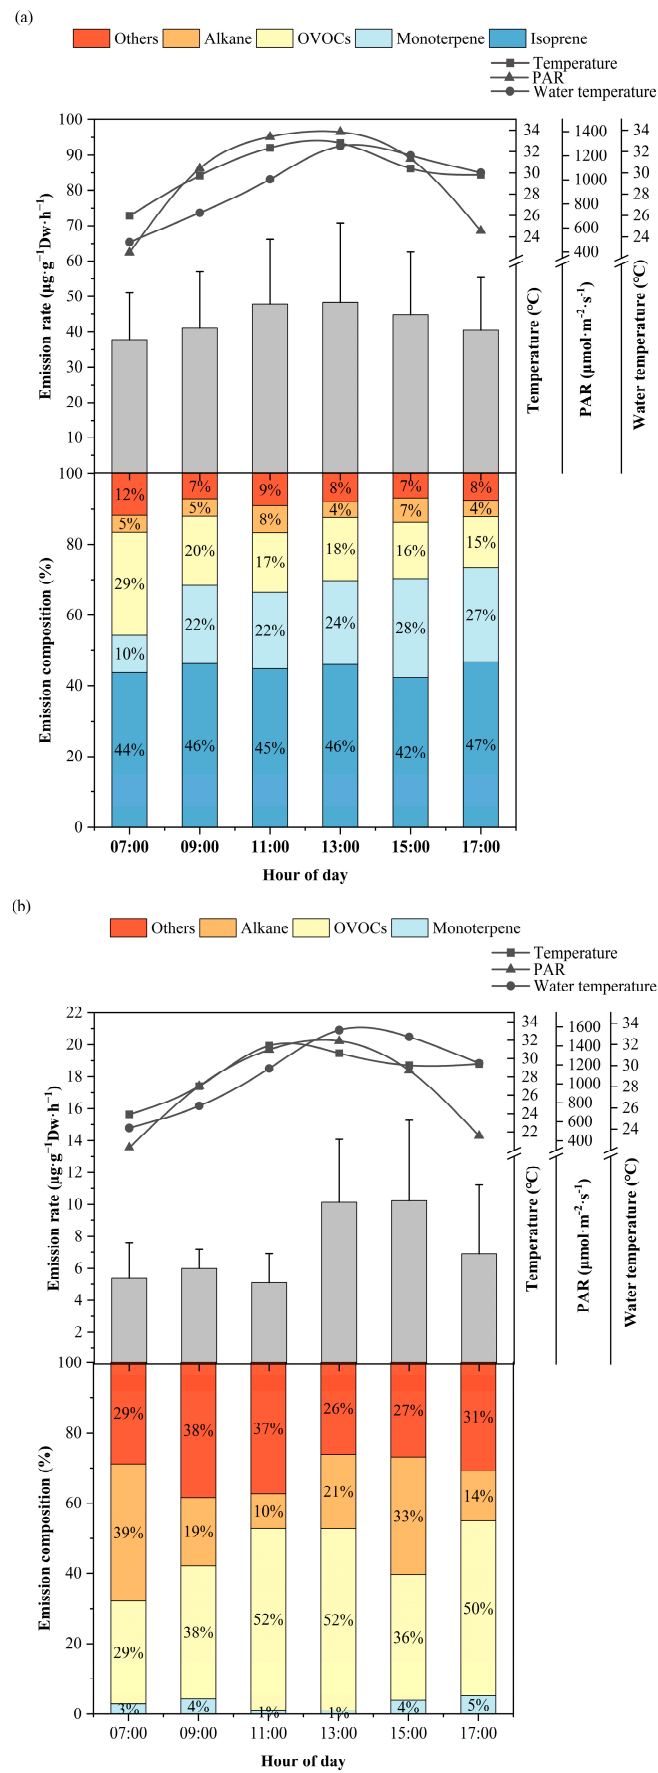 (a)
Others Alkane OVOCs Monoterpene Isoprene
Temperature
PAR
Water temperature
100
90
80
70
60
50
40
30
20
10
Emission rate (μg·g⁻¹Dw·h⁻¹)
34
32
30
28
26
24
Temperature (°C)
1400
1200
1000
800
600
400
PAR (μmol·m⁻²·s⁻¹)
34
32
30
28
26
24
Water temperature (°C)
100
80
60
40
20
0
Emission composition (%)
12% 7% 9% 8% 7% 8%
5% 5% 8% 4% 7% 4%
29% 20% 17% 18% 16% 15%
10% 22% 22% 24% 28% 27%
44% 46% 45% 46% 42% 47%
07:00 09:00 11:00 13:00 15:00 17:00
Hour of day
(b)
Others Alkane OVOCs Monoterpene
Temperature
PAR
Water temperature
22
20
18
16
14
12
10
8
6
4
2
Emission rate (μg·g⁻¹Dw·h⁻¹)
34
32
30
28
26
24
22
Temperature (°C)
1600
1400
1200
1000
800
600
400
PAR (μmol·m⁻²·s⁻¹)
34
32
30
28
26
24
Water temperature (°C)
100
80
60
40
20
0
Emission composition (%)
29% 38% 37% 26% 27% 31%
39% 19% 10% 21% 33% 14%
29% 38% 52% 52% 36% 50%
3% 4% 1% 1% 4% 5%
07:00 09:00 11:00 13:00 15:00 17:00
Hour of day